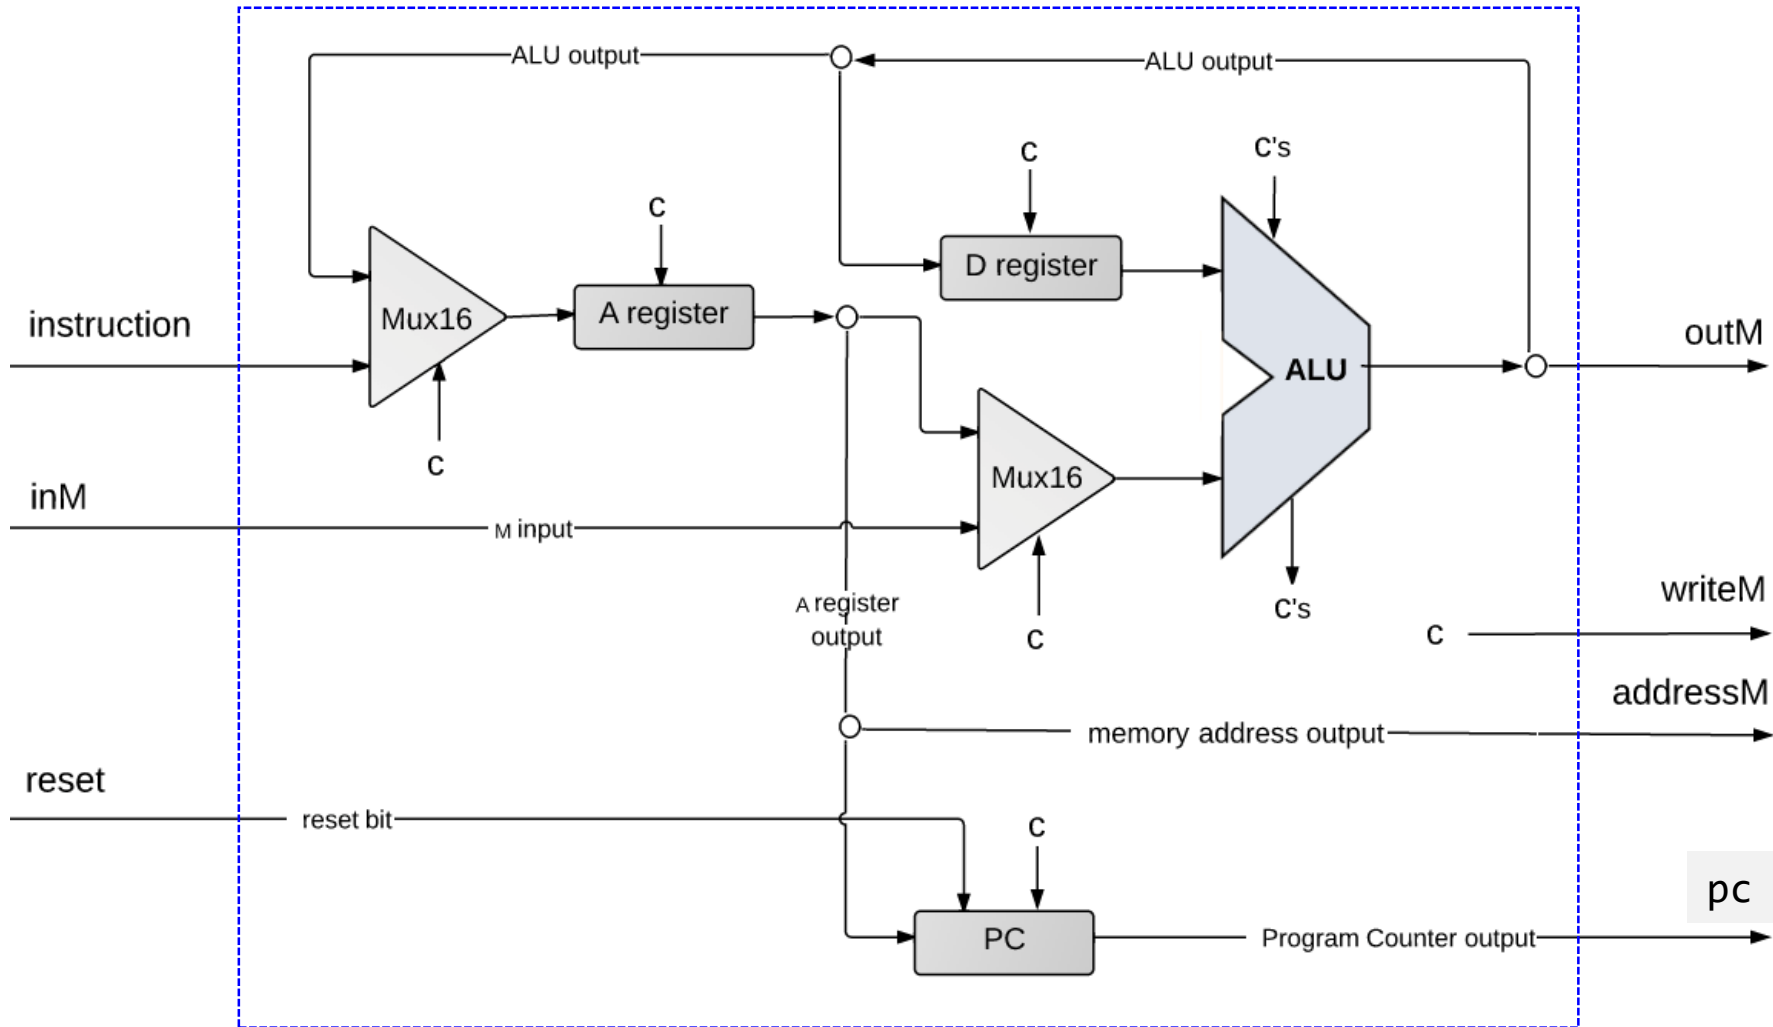 ALU output
ALU output
c
c's
c
D register
Mux16
A register
instruction
outM
ALU
c
Mux16
inM
M input
writeM
A register
output
c's
c
c
addressM
memory address output
reset
reset bit
c
pc
PC
Program Counter output